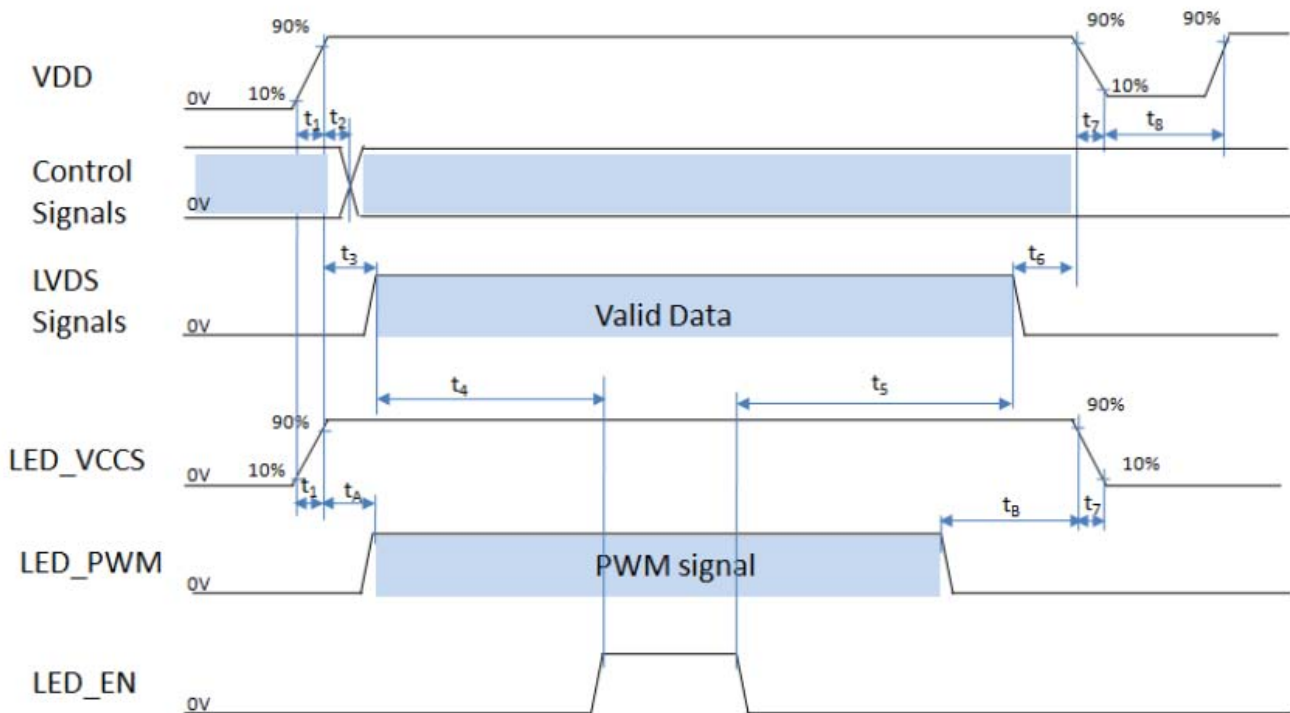 90% 90% 90%
VDD
0V 10% 10%
t1 t2 t7 t8
Control
Signals
0V
t3 t6
LVDS
Signals
Valid Data
t4 t5
90% 90%
LED_VCCS
0V 10% 10%
t1 tA tB t7
LED_PWM
PWM signal
0V
LED_EN
0V